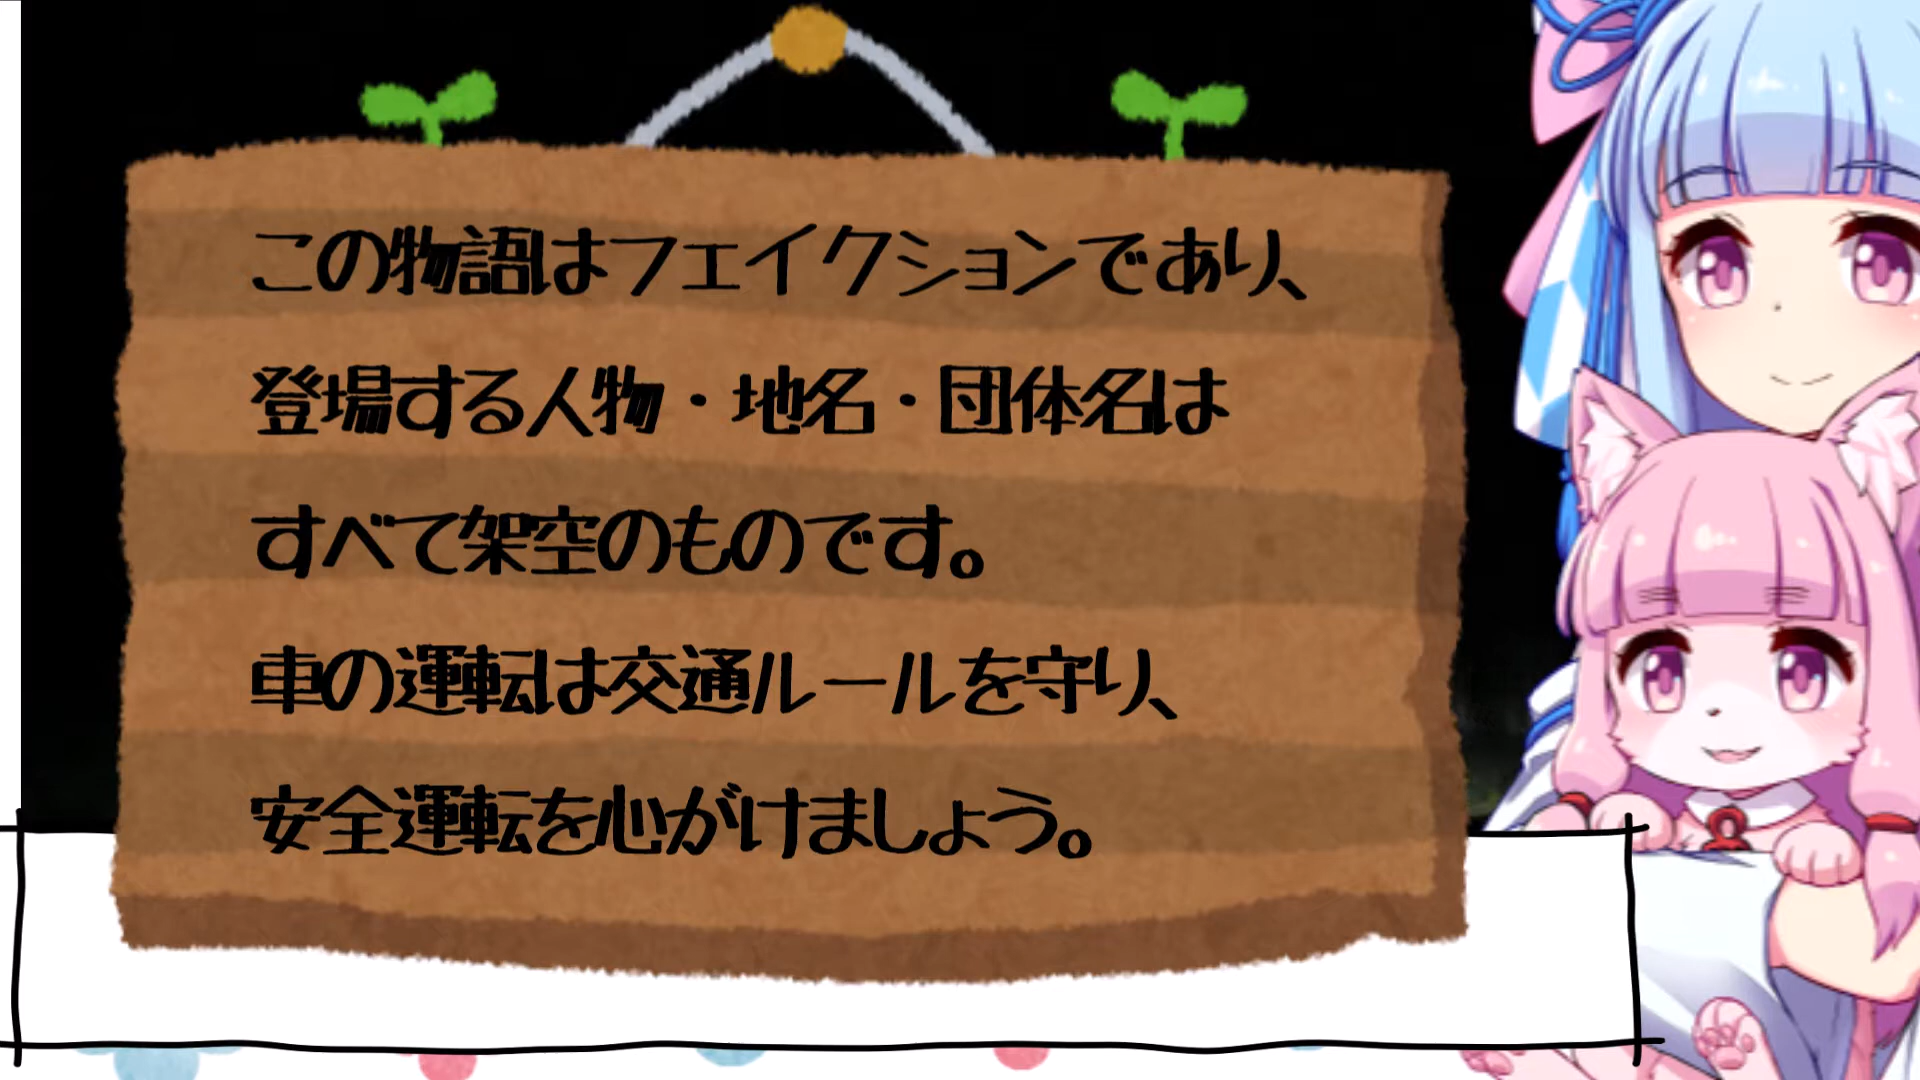 この物語はフェイクションであり、
登場する人物・地名・団体名は
すべて架空のものです。
車の運転は交通ルールを守り、
安全運転を心がけましょう。